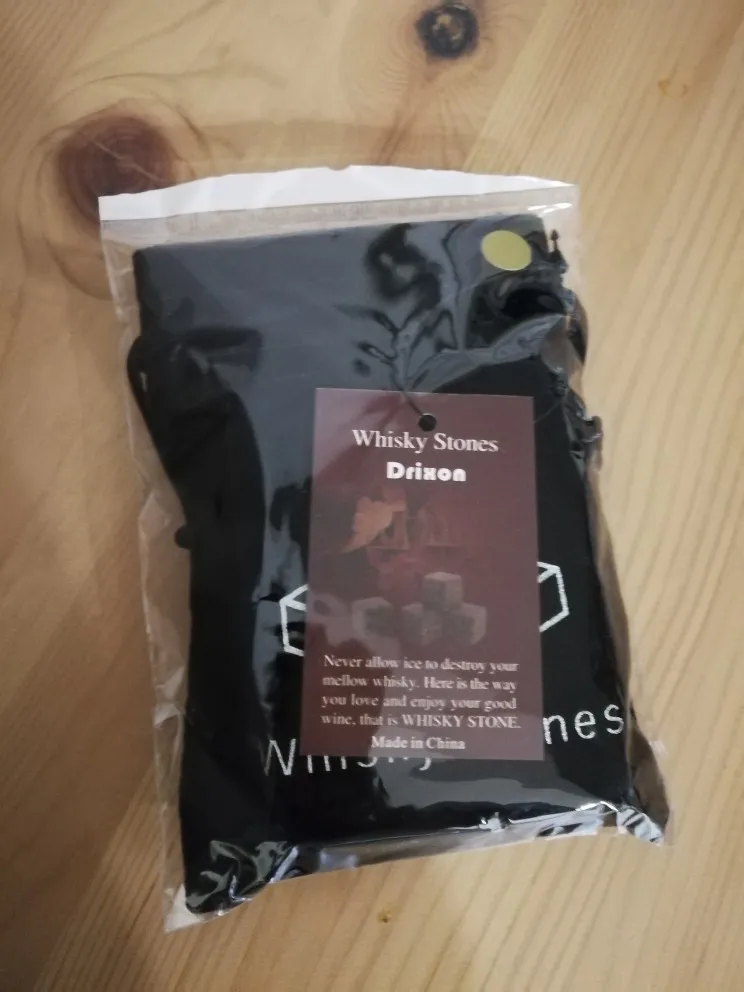 Whisky Stones
Drixon
Never allow ice to destroy your
mellow whisky. Here is the way
you love and enjoy your good
wine, that is WHISKY STONE.
Made in China
Whisky nes